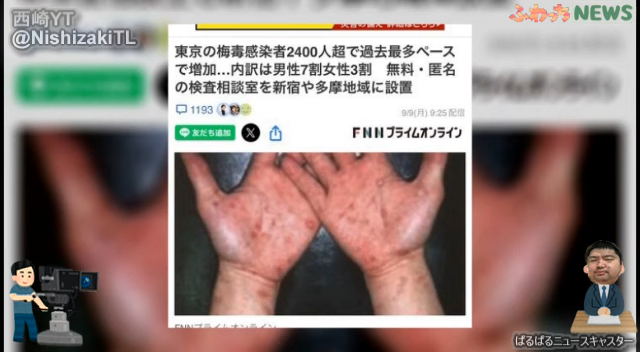 西崎YT
@NishizakiTL
ふわっちNEWS
東京の梅毒感染者2400人超で過去最多ペース
で増加…内訳は男性7割女性3割　無料・匿名
の検査相談室を新宿や多摩地域に設置
1193
9/9(月) 9:25配信
友だち追加
FNNプライムオンライン
FNNプライムオンライン
ぱるぱるニュースキャスター